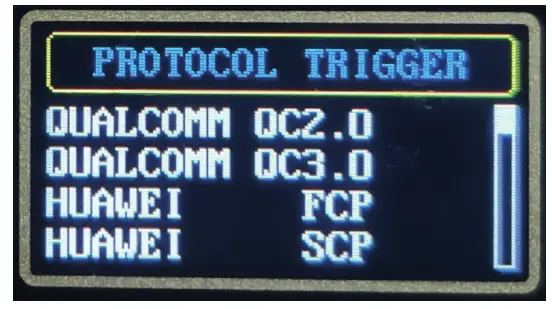 PROTOCOL TRIGGER
QUALCOMM QC2.0
QUALCOMM QC3.0
HUAWEI FCP
HUAWEI SCP